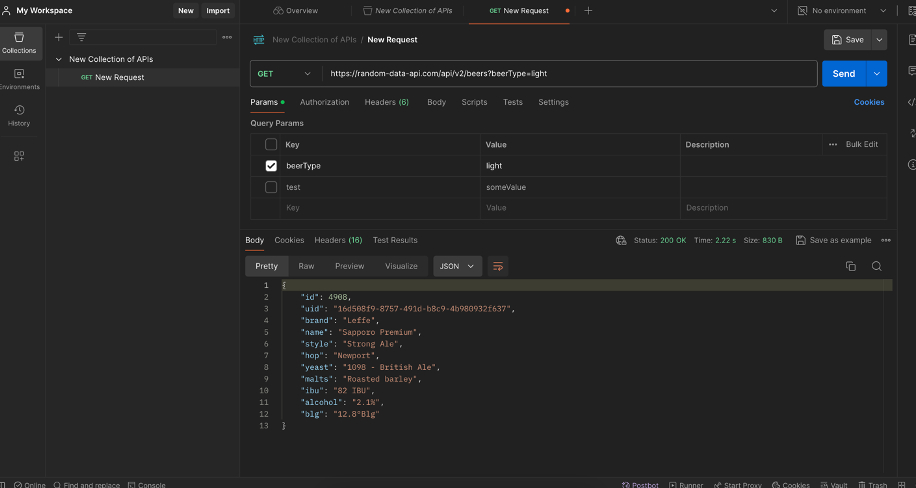 My Workspace New Import Overview New Collection of APIs GET New Request No environment
Collections
Environments
History
New Collection of APIs
GET New Request
New Collection of APIs / New Request Save
GET https://random-data-api.com/api/v2/beers?beerType=light Send
Params Authorization Headers (6) Body Scripts Tests Settings Cookies
Query Params
Key Value Description Bulk Edit
beerType light
test someValue
Key Value Description
Body Cookies Headers (16) Test Results Status: 200 OK Time: 2.22 s Size: 830 B Save as example
Pretty Raw Preview Visualize JSON
1 {
2 "id": 4908,
3 "uid": "16d508f9-8757-491d-b8c9-4b980932f637",
4 "brand": "Leffe",
5 "name": "Sapporo Premium",
6 "style": "Strong Ale",
7 "hop": "Newport",
8 "yeast": "1098 - British Ale",
9 "malts": "Roasted barley",
10 "ibu": "82 IBU",
11 "alcohol": "2.1%",
12 "blg": "12.8°Blg"
13 }
Online Find and replace Console Postbot Runner Start Proxy Cookies Vault Trash